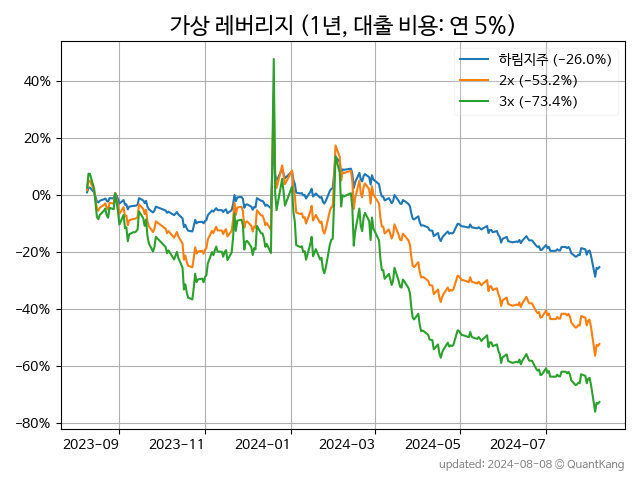 가상 레버리지 (1년, 대출 비용: 연 5%)
하림지주 (−26.0%)
2x (−53.2%)
3x (−73.4%)
40%
20%
0%
−20%
−40%
−60%
−80%
2023-09 2023-11 2024-01 2024-03 2024-05 2024-07
updated: 2024-08-08 © QuantKang